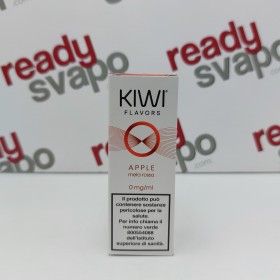 ready
svapo
ready
svapo
KIWI
FLAVORS
APPLE
mela rossa
0 mg/ml
Il prodotto può
contenere sostanze
pericolose per la
salute.
Per info chiama il
numero verde
800554088
dell'Istituto
superiore di sanità.